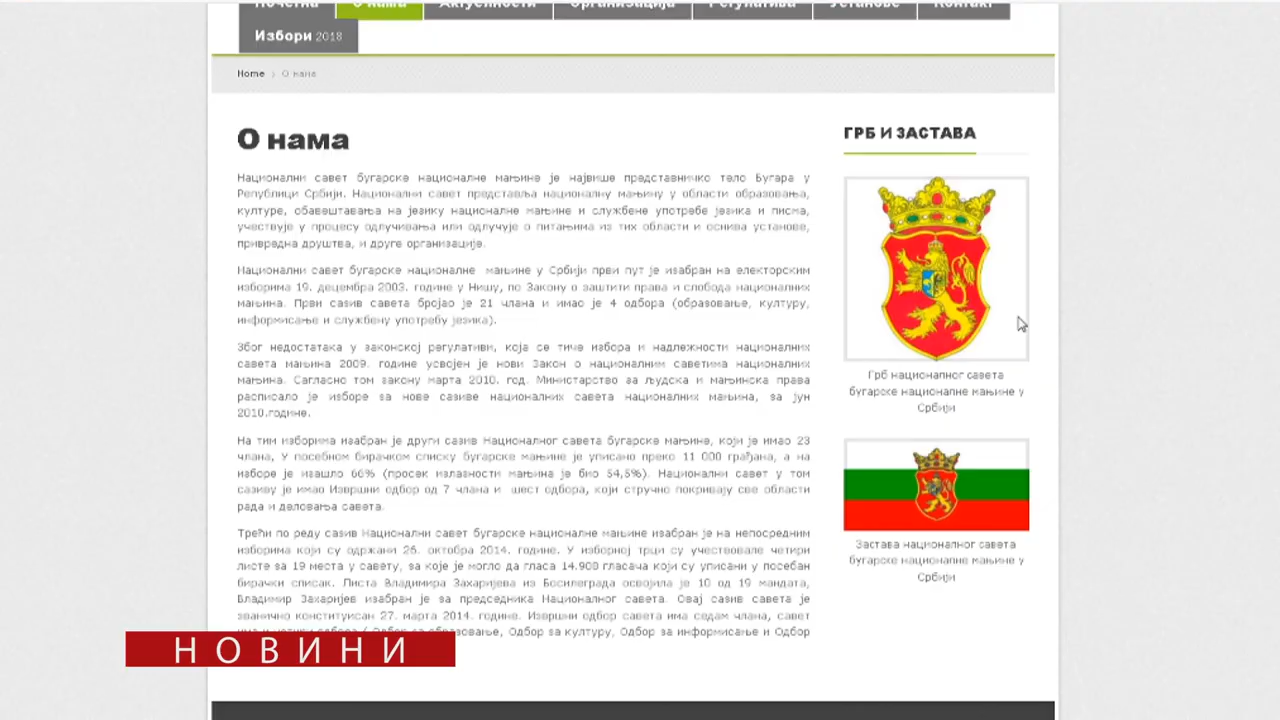 Почетна О нама Актуелности Организација Регулатива Установе Контакт
Избори 2018
Home › О нама
О нама
Национални савет бугарске националне мањине је највише представничко тело Бугара у
Републици Србији. Национални савет представља националну мањину у области образовања,
културе, обавештавања на језику националне мањине и службене употребе језика и писма,
учествује у процесу одлучивања или одлучује о питањима из тих области и оснива установе,
привредна друштва, и друге организације.
Национални савет бугарске националне мањине у Србији први пут је изабран на електорским
изборима 19. децембра 2003. године у Нишу, по Закону о заштити права и слобода националних
мањина. Први сазив савета бројао је 21 члана и имао је 4 одбора (образовање, културу,
информисање и службену употребу језика).
Због недостатака у законској регулативи, која се тиче избора и надлежности националних
савета мањина 2009. године усвојен је нови Закон о националним саветима националних
мањина. Сагласно том закону марта 2010. год. Министарство за људска и мањинска права
расписало је изборе за нове сазиве националних савета националних мањина, за јун
2010.године.
На тим изборима изабран је други сазив Националног савета бугарске мањине, који је имао 23
члана, У посебном бирачком списку бугарске мањине је уписано преко 11 000 грађана, а на
изборе је изашло 66% (просек излазности мањина је био 54,5%). Национални савет у том
сазиву је имао Извршни одбор од 7 члана и шест одбора, који стручно покривају све области
рада и деловања савета.
Трећи по реду сазив Национални савет бугарске националне мањине изабран је на непосредним
изборима који су одржани 26. октобра 2014. године. У изборној трци су учествовале четири
листе за 19 места у савету, за које је могло да гласа 14.908 гласача који су уписани у посебан
бирачки списак. Листа Владимира Захаријева из Босилеграда освојила је 10 од 19 мандата,
Владимир Захаријев изабран је за председника Националног савета. Овај сазив савета је
званично конституисан 27. марта 2014. године. Извршни одбор савета има седам члана, савет
образовање, Одбор за културу, Одбор за информисање и Одбор
ГРБ И ЗАСТАВА
Грб националног савета
бугарске националне мањине у
Србији
Застава националног савета
бугарске националне мањине у
Србији
НОВИНИ